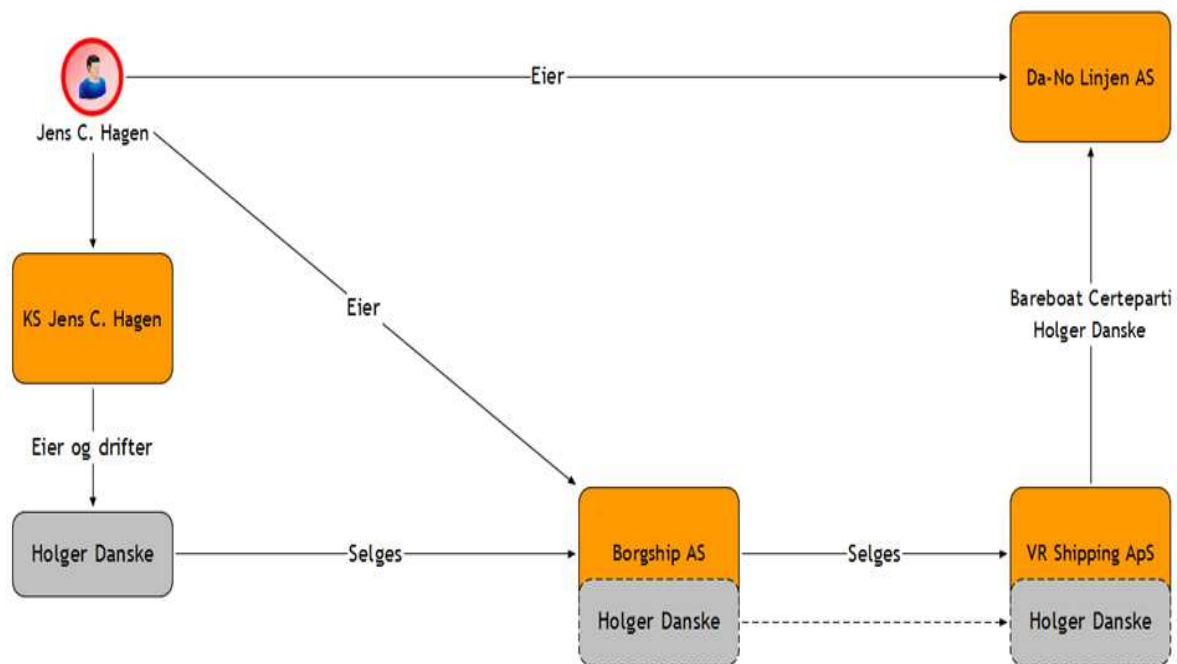 Eier
Da-No Linjen AS
Jens C. Hagen
KS Jens C. Hagen
Eier
Bareboat Certeparti
Holger Danske
Eier og drifter
Holger Danske
Selges
Borgship AS
Selges
VR Shipping ApS
Holger Danske
Holger Danske